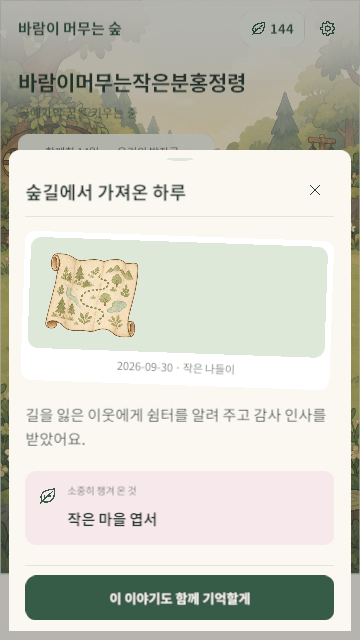 바람이 머무는 숲
144
바람이머무는작은분홍정령
숲길에서 가져온 하루
2026-09-30 · 작은 나들이
길을 잃은 이웃에게 쉼터를 알려 주고 감사 인사를
받았어요.
소중히 챙겨 온 것
작은 마을 엽서
이 이야기도 함께 기억할게